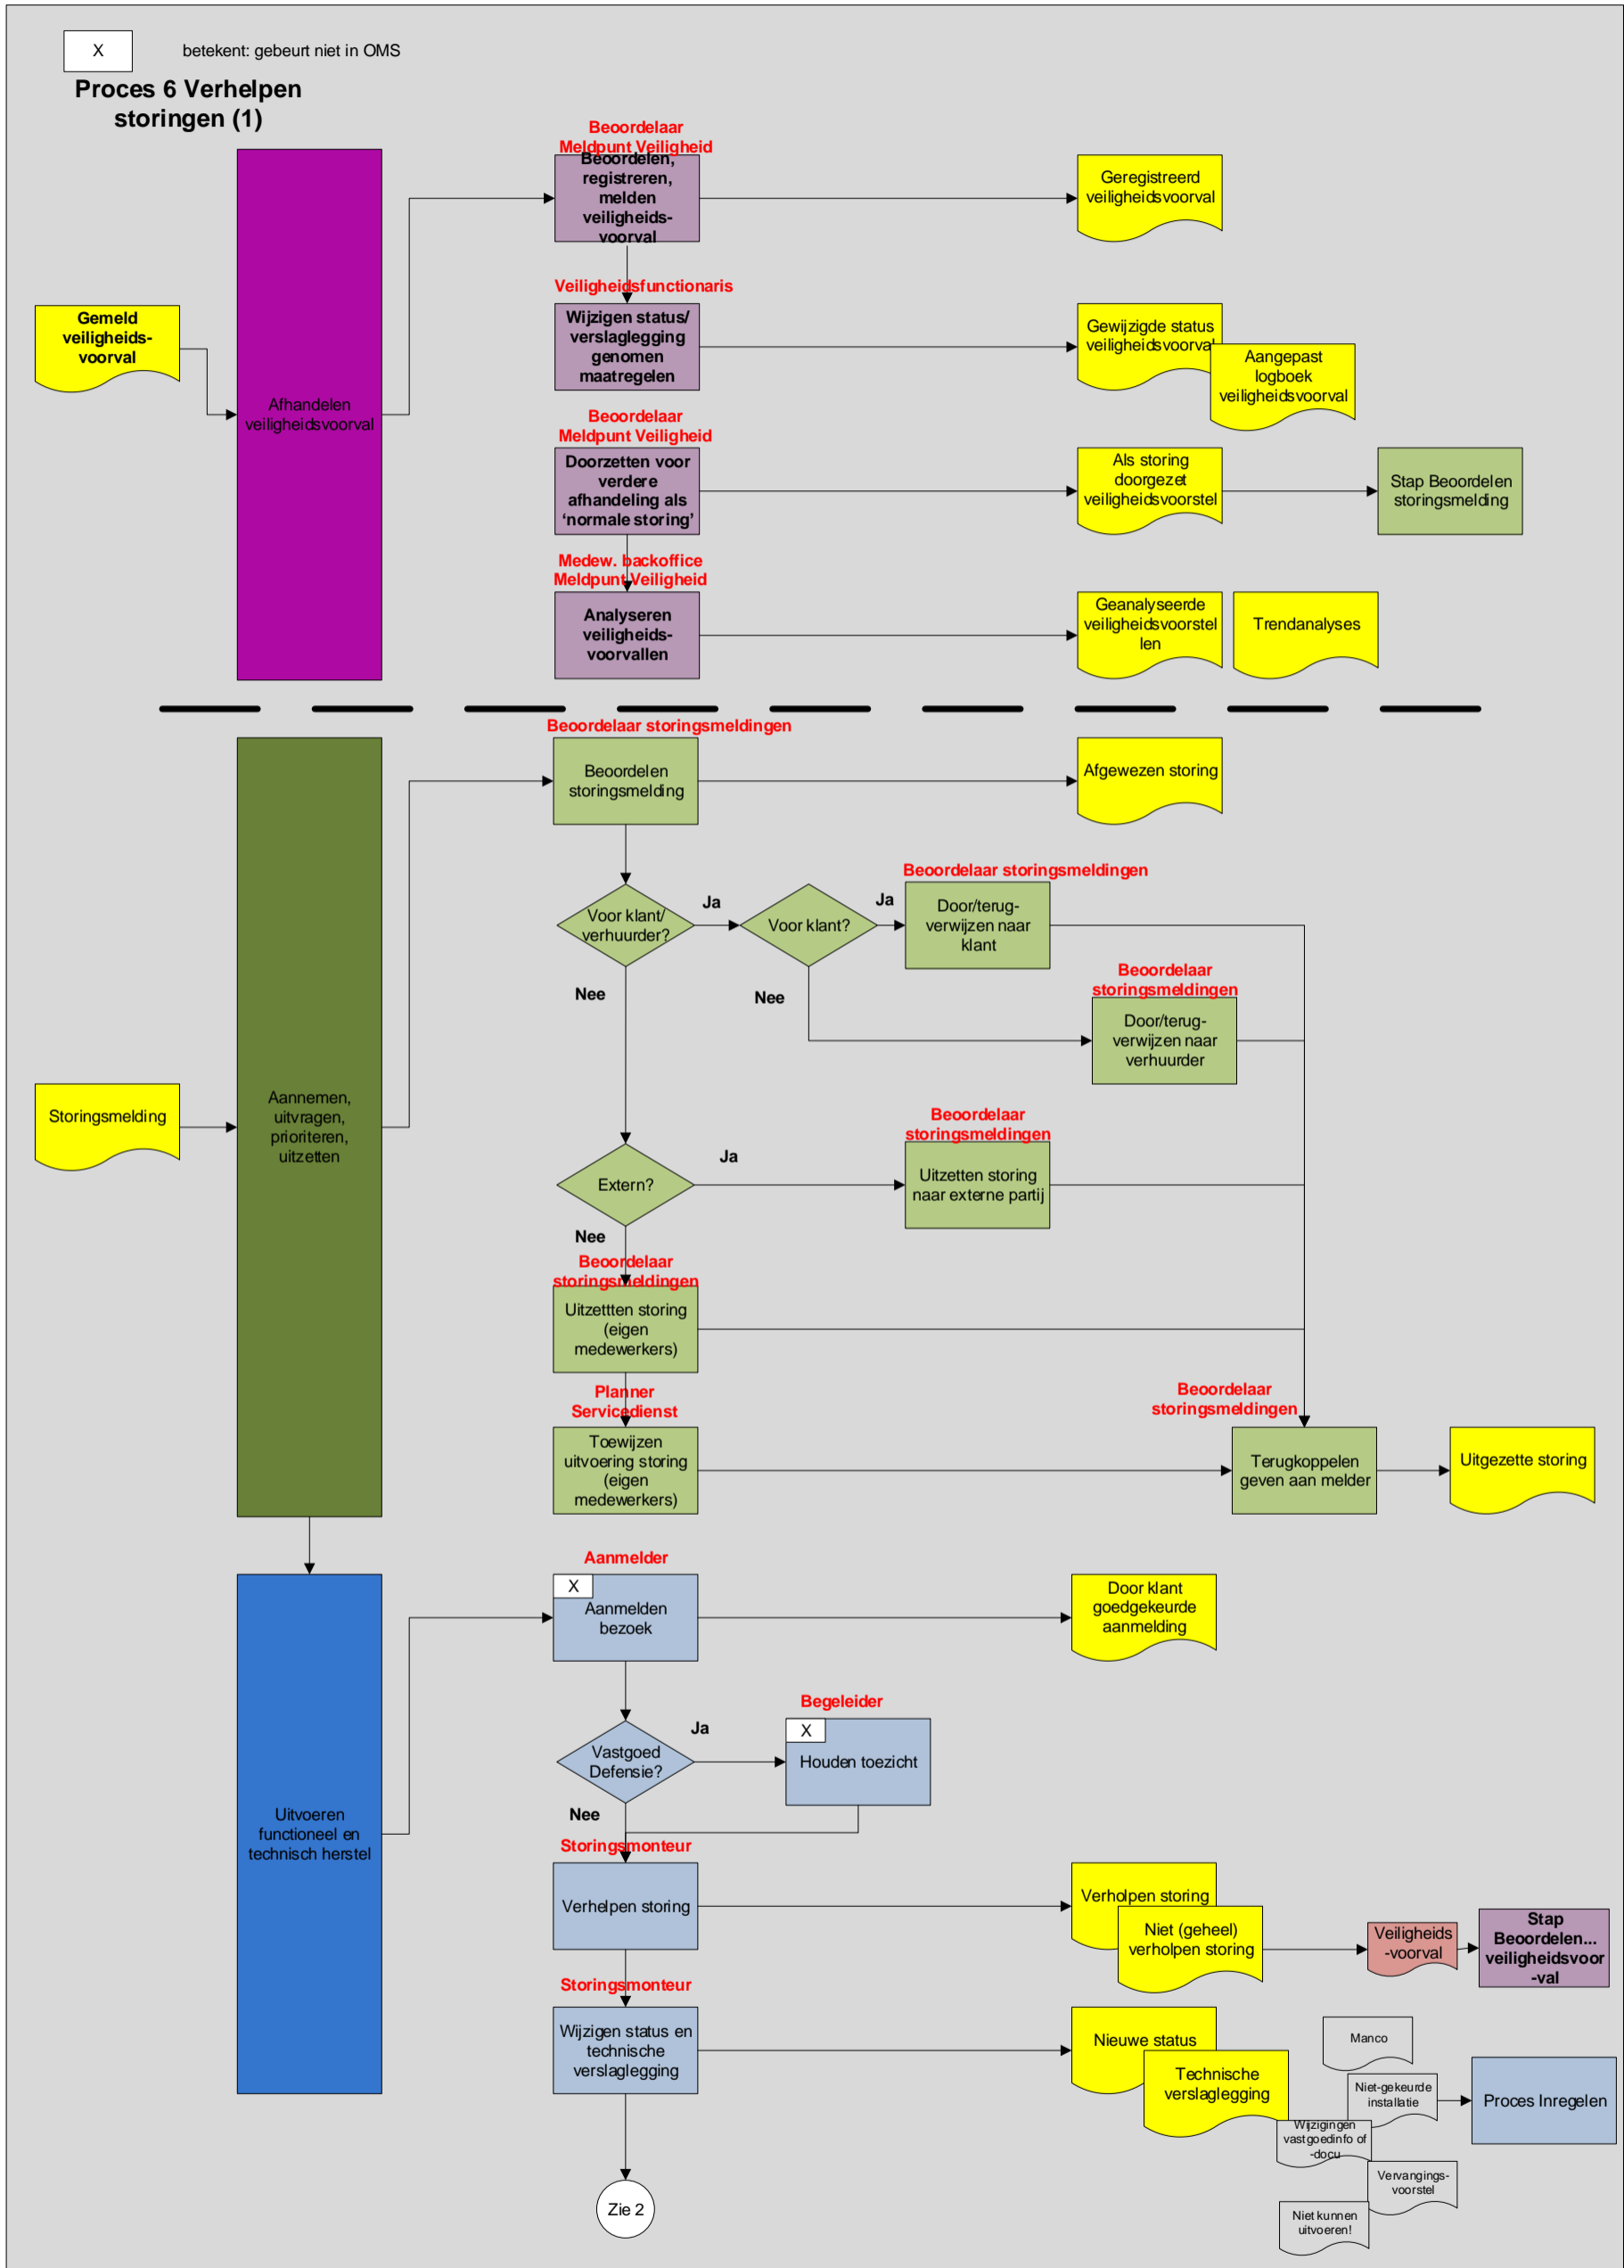 X
betekent: gebeurt niet in OMS
Proces 6 Verhelpen
storingen (1)
Beoordelaar
Meldpunt Veiligheid
Beoordelen,
registreren,
melden
veiligheids-
voorval
Geregistreerd
veiligheidsvoorval
Gemeld
veiligheids-
voorval
Afhandelen
veiligheidsvoorval
Veiligheidsfunctionaris
Wijzigen status/
verslaglegging
genomen
maatregelen
Gewijzigde status
veiligheidsvoorval
Aangepast
logboek
veiligheidsvoorval
Beoordelaar
Meldpunt Veiligheid
Doorzetten voor
verdere
afhandeling als
‘normale storing’
Als storing
doorgezet
veiligheidsvoorstel
Stap Beoordelen
storingsmelding
Medew. backoffice
Meldpunt Veiligheid
Analyseren
veiligheids-
voorvallen
Geanalyseerde
veiligheidsvoorstel
len
Trendanalyses
Beoordelaar storingsmeldingen
Beoordelen
storingsmelding
Afgewezen storing
Voor klant/
verhuurder?
Ja
Voor klant?
Ja
Beoordelaar storingsmeldingen
Door/terug-
verwijzen naar
klant
Nee
Nee
Beoordelaar
storingsmeldingen
Door/terug-
verwijzen naar
verhuurder
Storingsmelding
Aannemen,
uitvragen,
prioriteren,
uitzetten
Extern?
Ja
Beoordelaar
storingsmeldingen
Uitzetten storing
naar externe partij
Nee
Beoordelaar
storingsmeldingen
Uitzettten storing
(eigen
medewerkers)
Planner
Servicedienst
Toewijzen
uitvoering storing
(eigen
medewerkers)
Beoordelaar
storingsmeldingen
Terugkoppelen
geven aan melder
Uitgezette storing
Aanmelder
X
Aanmelden
bezoek
Door klant
goedgekeurde
aanmelding
Vastgoed
Defensie?
Ja
Begeleider
X
Houden toezicht
Nee
Uitvoeren
functioneel en
technisch herstel
Storingsmonteur
Verhelpen storing
Verholpen storing
Niet (geheel)
verholpen storing
Veiligheids
-voorval
Stap
Beoordelen...
veiligheidsvoor
-val
Storingsmonteur
Wijzigen status en
technische
verslaglegging
Nieuwe status
Technische
verslaglegging
Manco
Niet-gekeurde
installatie
Proces Inregelen
Wijzigingen
vastgoedinfo of
-docu
Vervangings-
voorstel
Niet kunnen
uitvoeren!
Zie 2